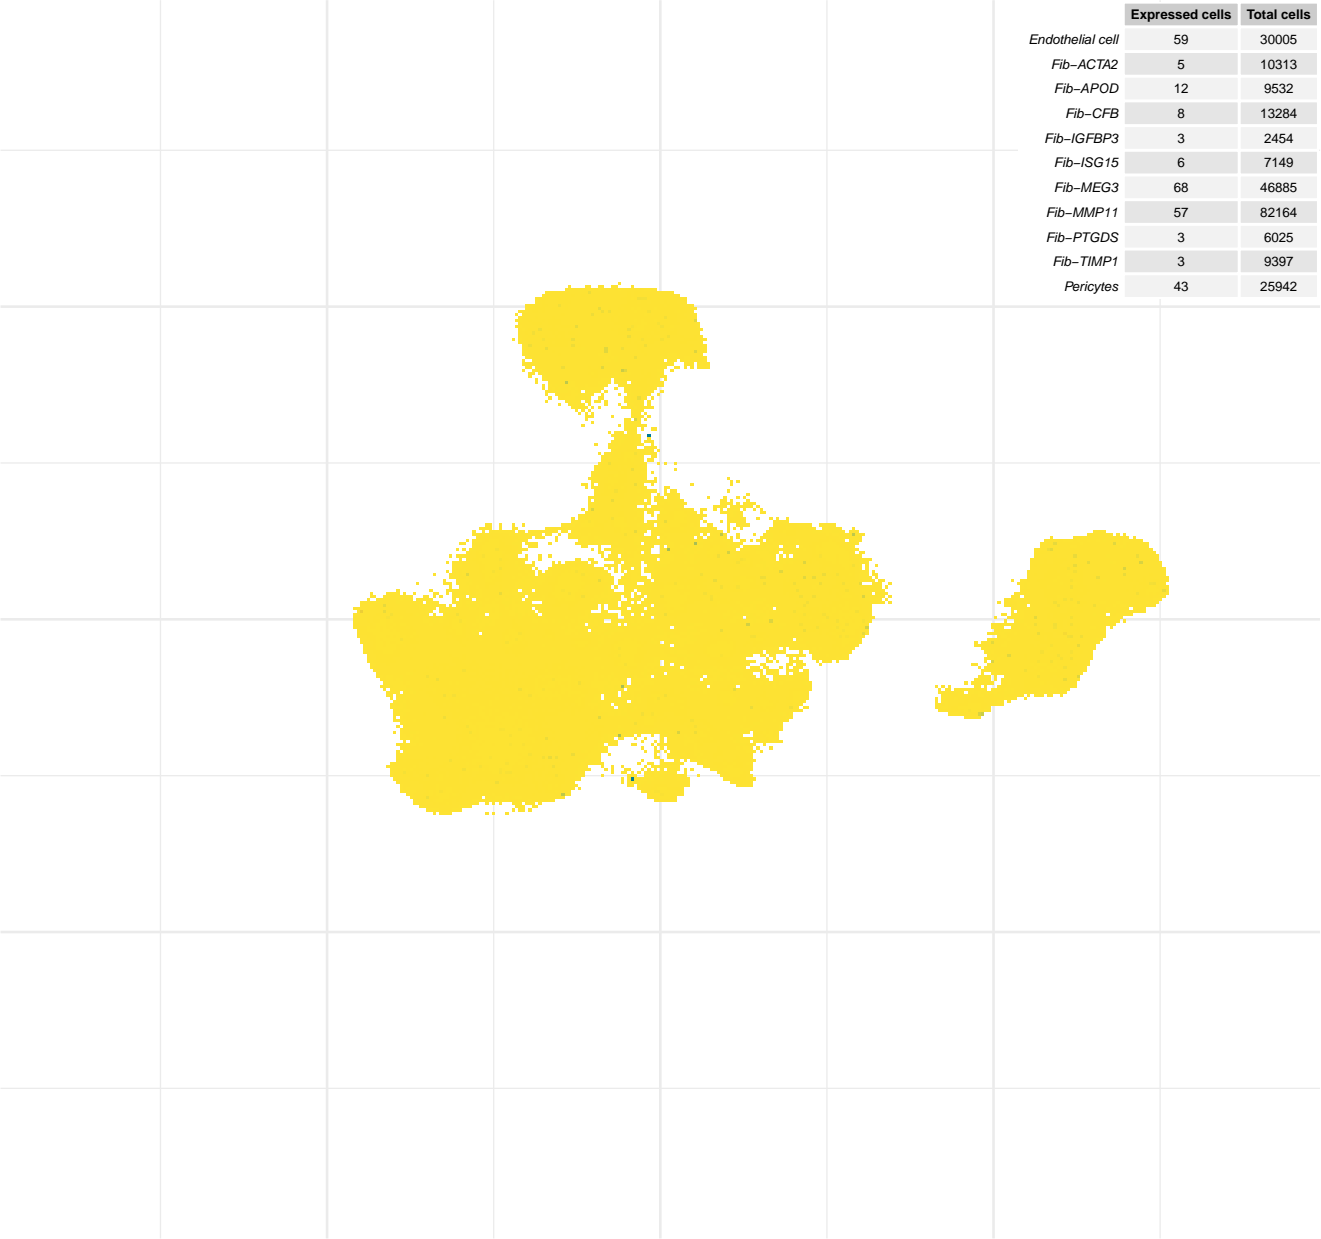 Expressed cells Total cells
Endothelial cell 59 30005
Fib−ACTA2 5 10313
Fib−APOD 12 9532
Fib−CFB 8 13284
Fib−IGFBP3 3 2454
Fib−ISG15 6 7149
Fib−MEG3 68 46885
Fib−MMP11 57 82164
Fib−PTGDS 3 6025
Fib−TIMP1 3 9397
Pericytes 43 25942